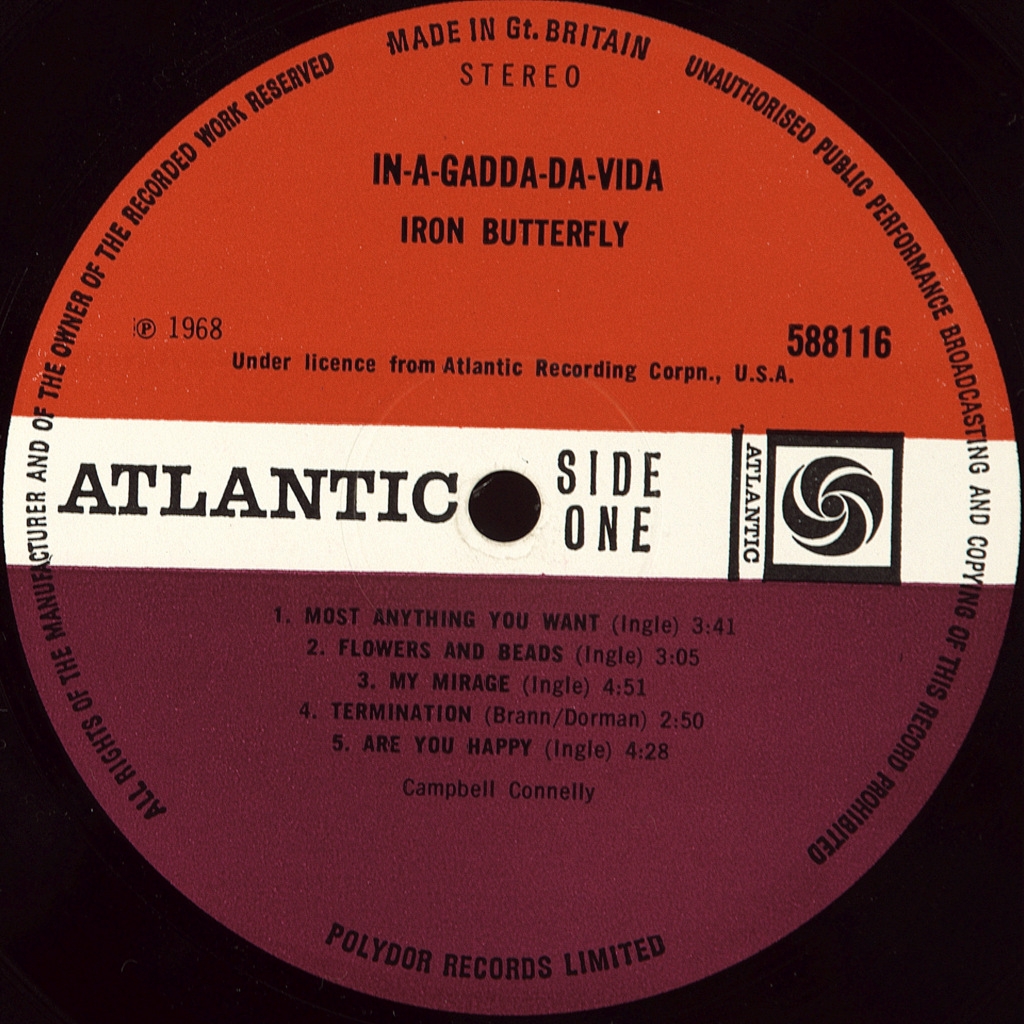 MADE IN Gt. BRITAIN
UNAUTHORISED PUBLIC PERFORMANCE BROADCASTING AND COPYING OF THIS RECORD PROHIBITED
ALL RIGHTS OF THE MANUFACTURER AND OF THE OWNER OF THE RECORDED WORK RESERVED
STEREO
IN-A-GADDA-DA-VIDA
IRON BUTTERFLY
℗ 1968
588116
Under licence from Atlantic Recording Corpn., U.S.A.
ATLANTIC
SIDE
ONE
ATLANTIC
1. MOST ANYTHING YOU WANT (Ingle) 3:41
2. FLOWERS AND BEADS (Ingle) 3:05
3. MY MIRAGE (Ingle) 4:51
4. TERMINATION (Brann/Dorman) 2:50
5. ARE YOU HAPPY (Ingle) 4:28
Campbell Connelly
POLYDOR RECORDS LIMITED